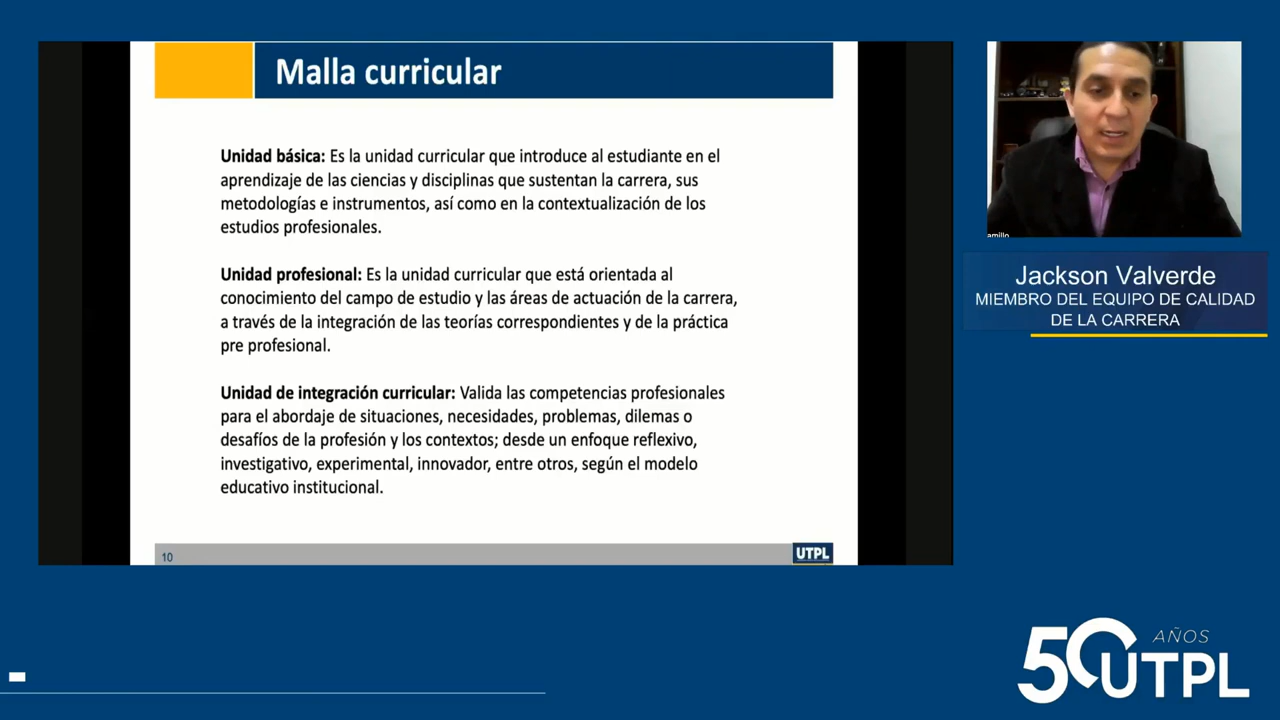 Malla curricular
Unidad básica: Es la unidad curricular que introduce al estudiante en el
aprendizaje de las ciencias y disciplinas que sustentan la carrera, sus
metodologías e instrumentos, así como en la contextualización de los
estudios profesionales.
Unidad profesional: Es la unidad curricular que está orientada al
conocimiento del campo de estudio y las áreas de actuación de la carrera,
a través de la integración de las teorías correspondientes y de la práctica
pre profesional.
Unidad de integración curricular: Valida las competencias profesionales
para el abordaje de situaciones, necesidades, problemas, dilemas o
desafíos de la profesión y los contextos; desde un enfoque reflexivo,
investigativo, experimental, innovador, entre otros, según el modelo
educativo institucional.
10
UTPL
amillo
Jackson Valverde
MIEMBRO DEL EQUIPO DE CALIDAD
DE LA CARRERA
50 AÑOS
UTPL